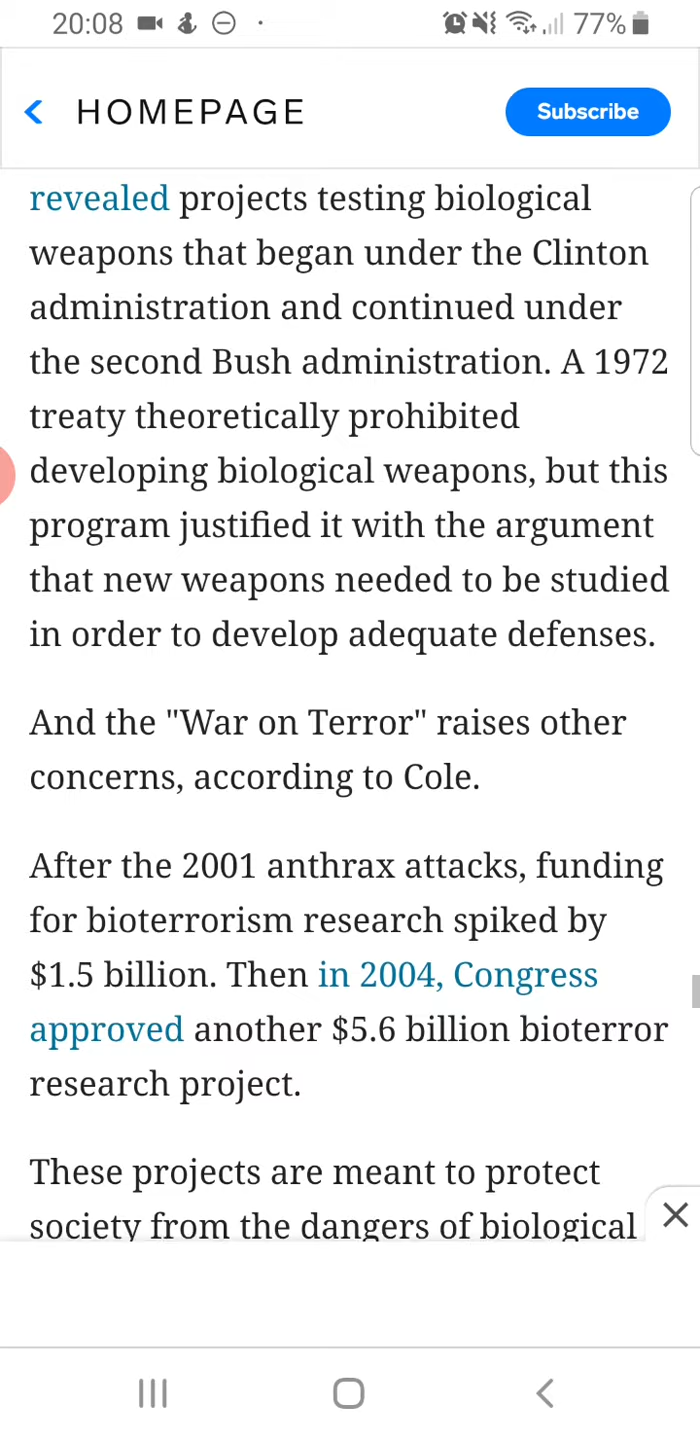 20:08
77%
HOMEPAGE
Subscribe
revealed projects testing biological
weapons that began under the Clinton
administration and continued under
the second Bush administration. A 1972
treaty theoretically prohibited
developing biological weapons, but this
program justified it with the argument
that new weapons needed to be studied
in order to develop adequate defenses.
And the "War on Terror" raises other
concerns, according to Cole.
After the 2001 anthrax attacks, funding
for bioterrorism research spiked by
$1.5 billion. Then in 2004, Congress
approved another $5.6 billion bioterror
research project.
These projects are meant to protect
society from the dangers of biological